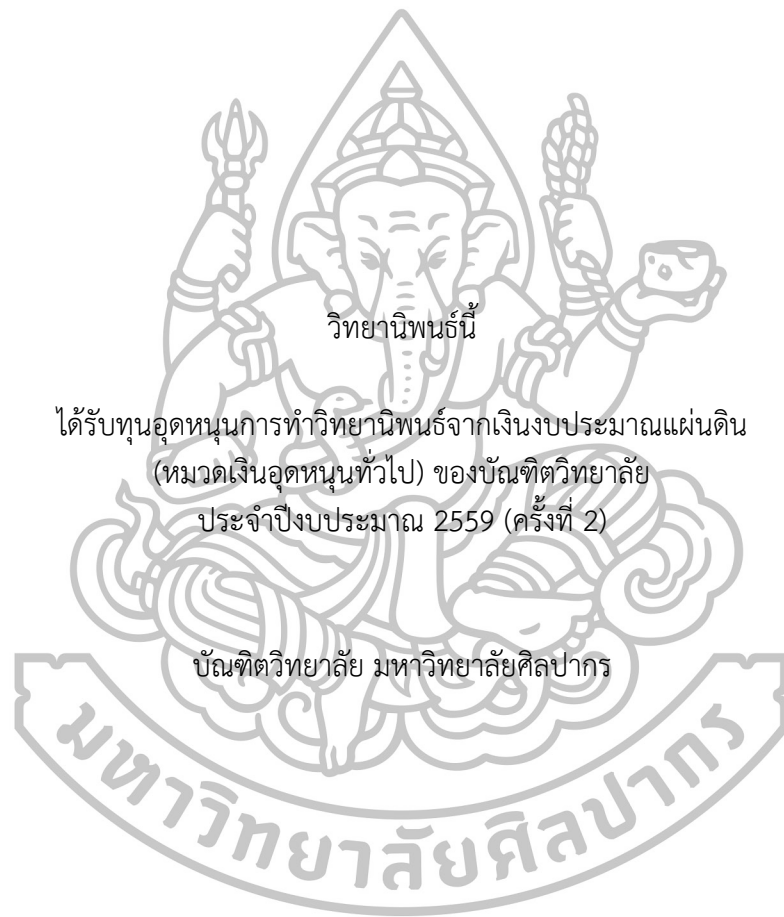 วิทยานิพนธ์นี้
ได้รับทุนอุดหนุนการทำวิทยานิพนธ์จากเงินงบประมาณแผ่นดิน
(หมวดเงินอุดหนุนทั่วไป) ของบัณฑิตวิทยาลัย
ประจำปีงบประมาณ 2559 (ครั้งที่ 2)
บัณฑิตวิทยาลัย มหาวิทยาลัยศิลปากร
มหาวิทยาลัยศิลปากร